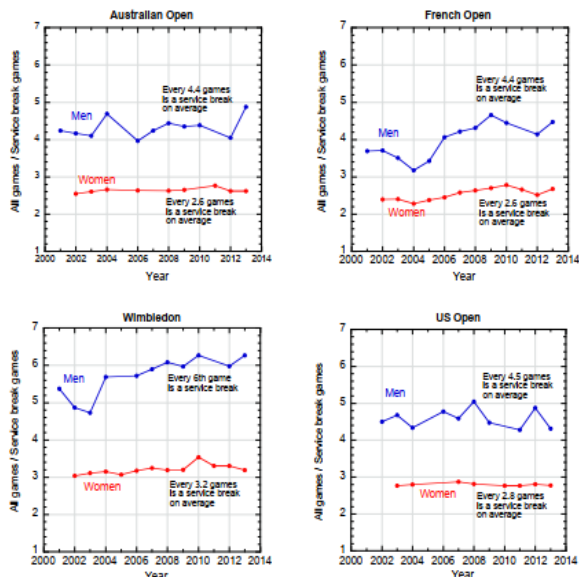 Australian Open
7
6
5
4
3
2
1
All games / Service break games
Men
Women
Every 4.4 games
is a service break
on average
Every 2.6 games
is a service break
on average
2000 2002 2004 2006 2008 2010 2012 2014
Year
French Open
7
6
5
4
3
2
1
All games / Service break games
Men
Women
Every 4.4 games
is a service break
on average
Every 2.6 games
is a service break
on average
2000 2002 2004 2006 2008 2010 2012 2014
Year
Wimbledon
7
6
5
4
3
2
1
All games / Service break games
Men
Women
Every 6th game
is a service break
Every 3.2 games
is a service break
on average
2000 2002 2004 2006 2008 2010 2012 2014
Year
US Open
7
6
5
4
3
2
1
All games / Service break games
Men
Women
Every 4.5 games
is a service break
on average
Every 2.8 games
is a service break
on average
2000 2002 2004 2006 2008 2010 2012 2014
Year